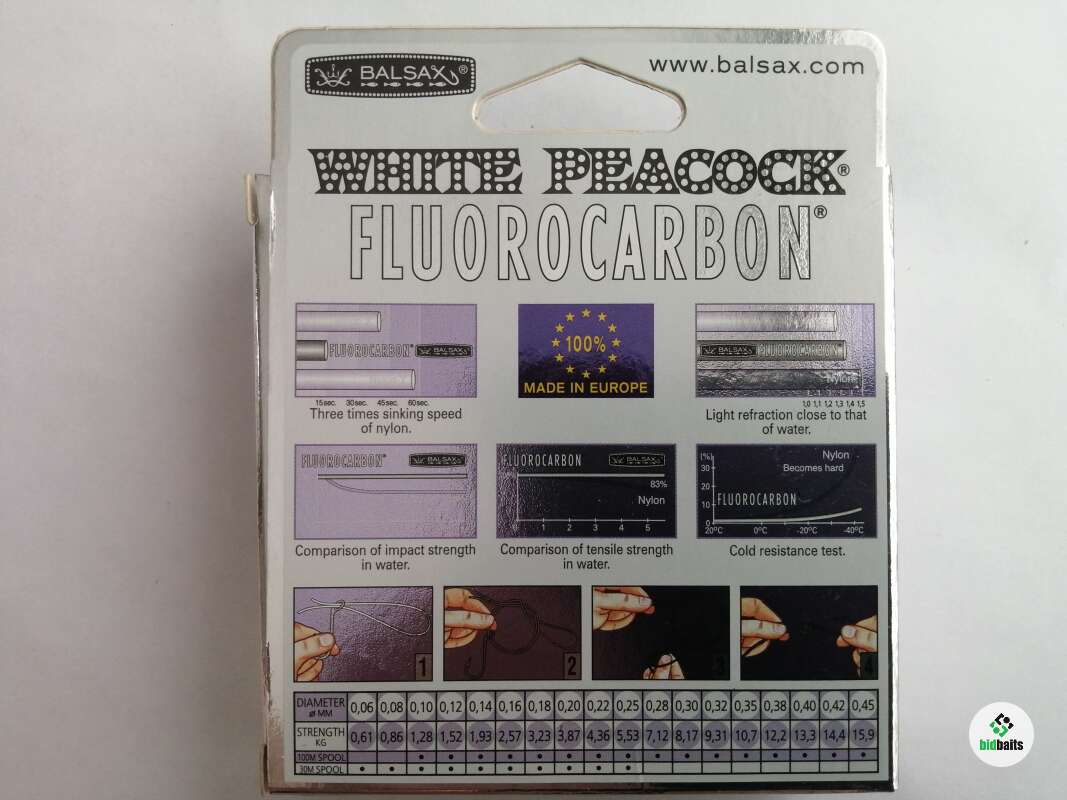 BALSAX®
www.balsax.com
WHITE PEACOCK®
FLUOROCARBON®
FLUOROCARBON® BALSAX
15sec. 30sec. 45sec. 60sec.
Three times sinking speed
of nylon.
100%
MADE IN EUROPE
BALSAX FLUOROCARBON
Nylon
1,0 1,1 1,2 1,3 1,4 1,5
Light refraction close to that
of water.
FLUOROCARBON® BALSAX
Comparison of impact strength
in water.
FLUOROCARBON BALSAX
83%
Nylon
1 2 3 4 5
Comparison of tensile strength
in water.
(%) Nylon
30 Becomes hard
20
10 FLUOROCARBON
0
20°C 0°C -20°C -40°C
Cold resistance test.
1 2 3 4
DIAMETER 0,06 0,08 0,10 0,12 0,14 0,16 0,18 0,20 0,22 0,25 0,28 0,30 0,32 0,35 0,38 0,40 0,42 0,45
ø MM
STRENGTH 0,61 0,86 1,28 1,52 1,93 2,57 3,23 3,87 4,36 5,53 7,12 8,17 9,31 10,7 12,2 13,3 14,4 15,9
KG
100M SPOOL • • • • • • • • • • • • • • • •
30M SPOOL • • • • • • • • • •
bidbaits